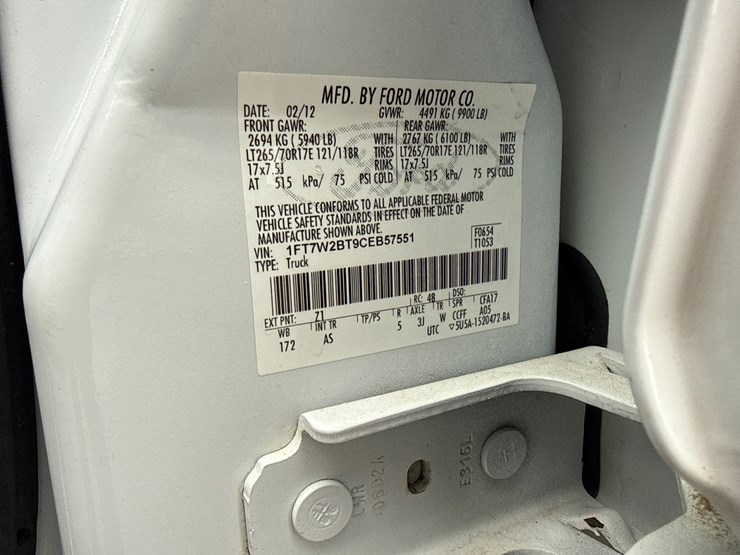 MFD. BY FORD MOTOR CO.
DATE: 02/12 GVWR: 4491 KG ( 9900 LB)
FRONT GAWR: REAR GAWR:
2694 KG ( 5940 LB) WITH 2767 KG ( 6100 LB) WITH
LT265/70R17E 121/118R TIRES LT265/70R17E 121/118R TIRES
17x7.5J RIMS 17x7.5J RIMS
AT 515 kPa/ 75 PSI COLD AT 515 kPa/ 75 PSI COLD
THIS VEHICLE CONFORMS TO ALL APPLICABLE FEDERAL MOTOR
VEHICLE SAFETY STANDARDS IN EFFECT ON THE DATE OF
MANUFACTURE SHOWN ABOVE.
VIN: 1FT7W2BT9CEB57551 F0654
TYPE: Truck T1053
EXT PNT: Z1 RC: 48 DSO:
WB INT TR TP/PS R AXLE TR SPR CFA17
172 AS 5 3J W CCFF A05
UTC ▽5U5A-1520472-BA
LWR
0602A
E816L